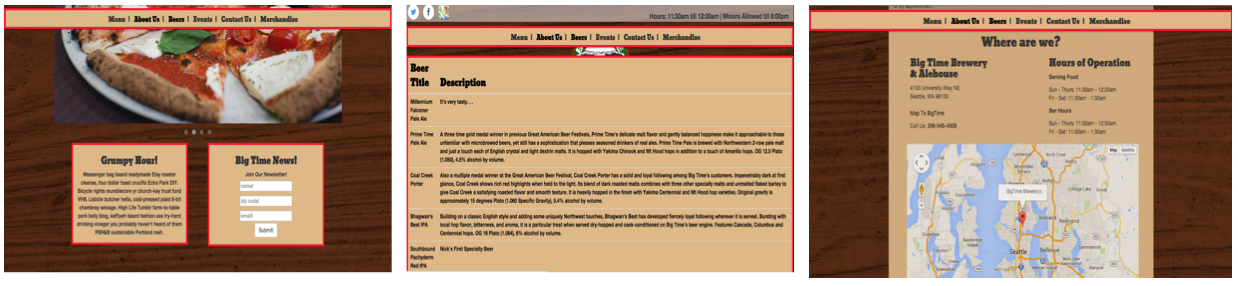 Menu | About Us | Beers | Events | Contact Us | Merchandise
Grumpy Hour!
Messenger bag beard readymade Etsy master
cleanse, four dollar toast crucifix Echo Park DIY.
Bicycle rights mumblecore yr church-key trust fund
VHS. Listicle butcher hella, cold-pressed plaid 8-bit
chambray selvage. High Life Tumblr farm-to-table
pork belly blog, keffiyeh beard fashion axe try-hard
drinking vinegar you probably haven't heard of them
PBR&B sustainable Portland meh.
Big Time News!
Join Our Newsletter!
name!
zip code!
email!
Submit!
Hours: 11:30am till 12:30am | Minors Allowed till 8:00pm
Menu | About Us | Beers | Events | Contact Us | Merchandise
Beer
Title Description
Millennium
Falconer
Pale Ale
It's very tasty. . .
Prime Time
Pale Ale
A three time gold medal winner in previous Great American Beer Festivals, Prime Time's delicate malt flavor and gently balanced hoppiness make it approachable to those
unfamiliar with microbrewed beers, yet still has a sophistication that pleases seasoned drinkers of real ales. Prime Time Pale is brewed with Northwestern 2-row pale malt
and just a touch each of English crystal and light dextrin malts. It is hopped with Yakima Chinook and Mt Hood hops in addition to a touch of Amarillo hops. OG 12.5 Plato
(1.050), 4.5% alcohol by volume.
Coal Creek
Porter
Also a multiple medal winner at the Great American Beer Festival, Coal Creek Porter has a solid and loyal following among Big Time's customers. Impenetrably dark at first
glance, Coal Creek shows rich red highlights when held to the light. Its blend of dark roasted malts combines with three other specialty malts and unmalted flaked barley to
give Coal Creek a satisfying roasted flavor and smooth texture. It is heavily hopped in the finish with Yakima Centennial and Mt Hood hop varieties. Original gravity is
approximately 15 degrees Plato (1.060 Specific Gravity), 5.4% alcohol by volume.
Bhagwan's
Best IPA
Building on a classic English style and adding some uniquely Northwest touches, Bhagwan's Best has developed fiercely loyal following wherever it is served. Bursting with
local hop flavor, bitterness, and aroma, it is a particular treat when served dry-hopped and cask-conditioned on Big Time's beer engine. Features Cascade, Columbus and
Centennial hops. OG 16 Plato (1.064), 6% alcohol by volume.
Southbound
Pachyderm
Red IPA
Nick's First Specialty Beer
Menu | About Us | Beers | Events | Contact Us | Merchandise
Where are we?
Big Time Brewery
& Alehouse
4133 University Way NE
Seattle, WA 98105
Map To BigTime
Call Us: 206-545-4509
Hours of Operation
Serving Food
Sun - Thurs: 11:30am - 12:30am
Fri - Sat: 11:30am - 1:30am
Bar Hours
Sun - Thurs: 11:30am - 12:30am
Fri - Sat: 11:30am - 1:30am
Map Satellite
BigTime Brewery
Kirkland
Redmond
Seattle
Bellevue